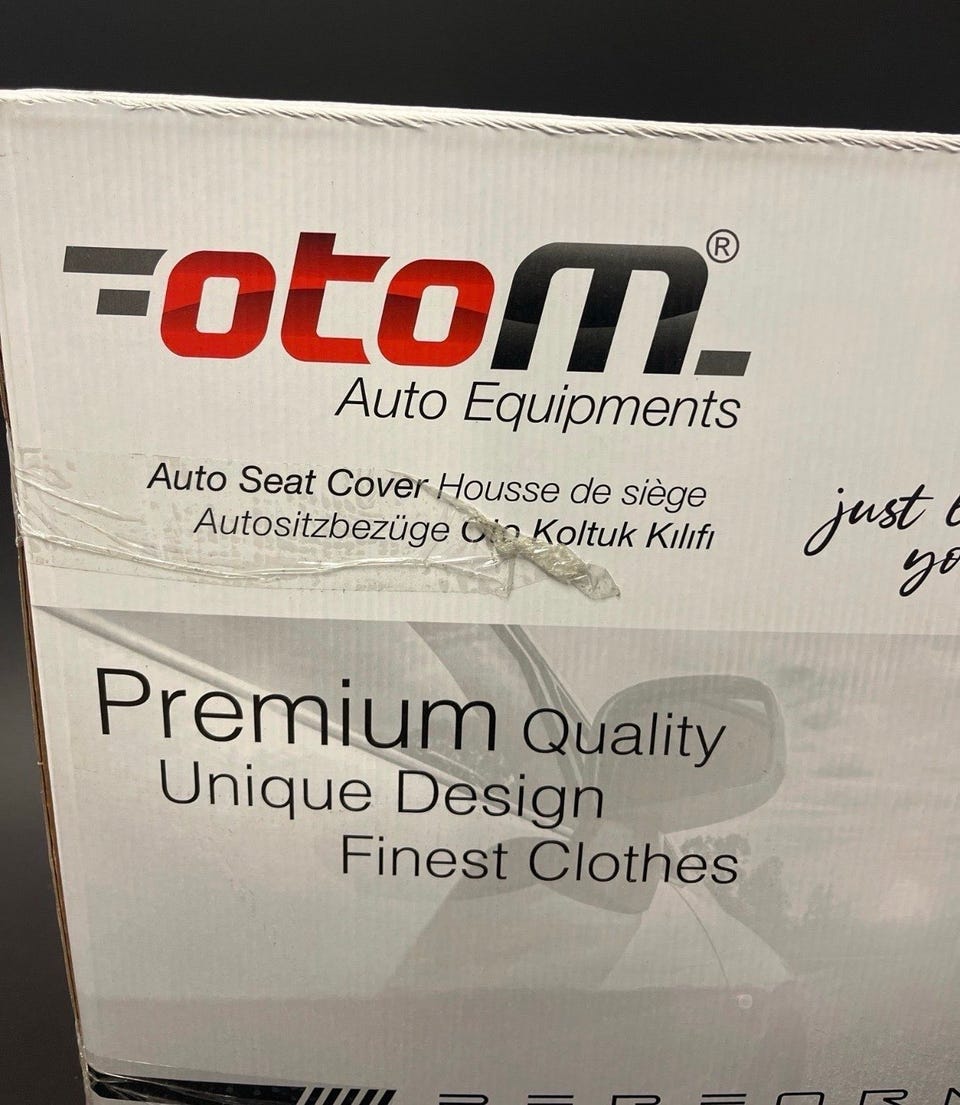 otom®
Auto Equipments
Auto Seat Cover Housse de siège
Autositzbezüge Oto Koltuk Kılıfı
just
Premium Quality
Unique Design
Finest Clothes